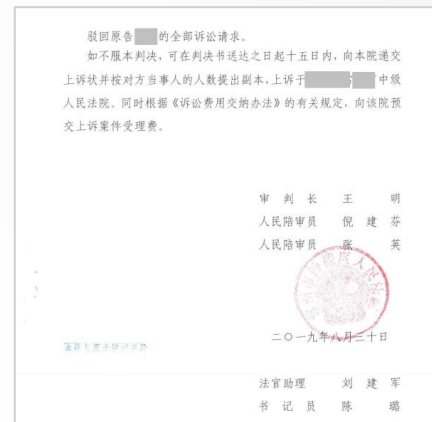 驳回原告 的全部诉讼请求。
如不服本判决，可在判决书送达之日起十五日内，向本院递交
上诉状并按对方当事人的人数提出副本，上诉于 中级
人民法院。同时根据《诉讼费用交纳办法》的有关规定，向该院预
交上诉案件受理费。
审 判 长 王 明
人民陪审员 倪 建 芬
人民陪审员 张 英
二〇一九年八月三十日
法官助理 刘 建 军
书 记 员 陈 璐